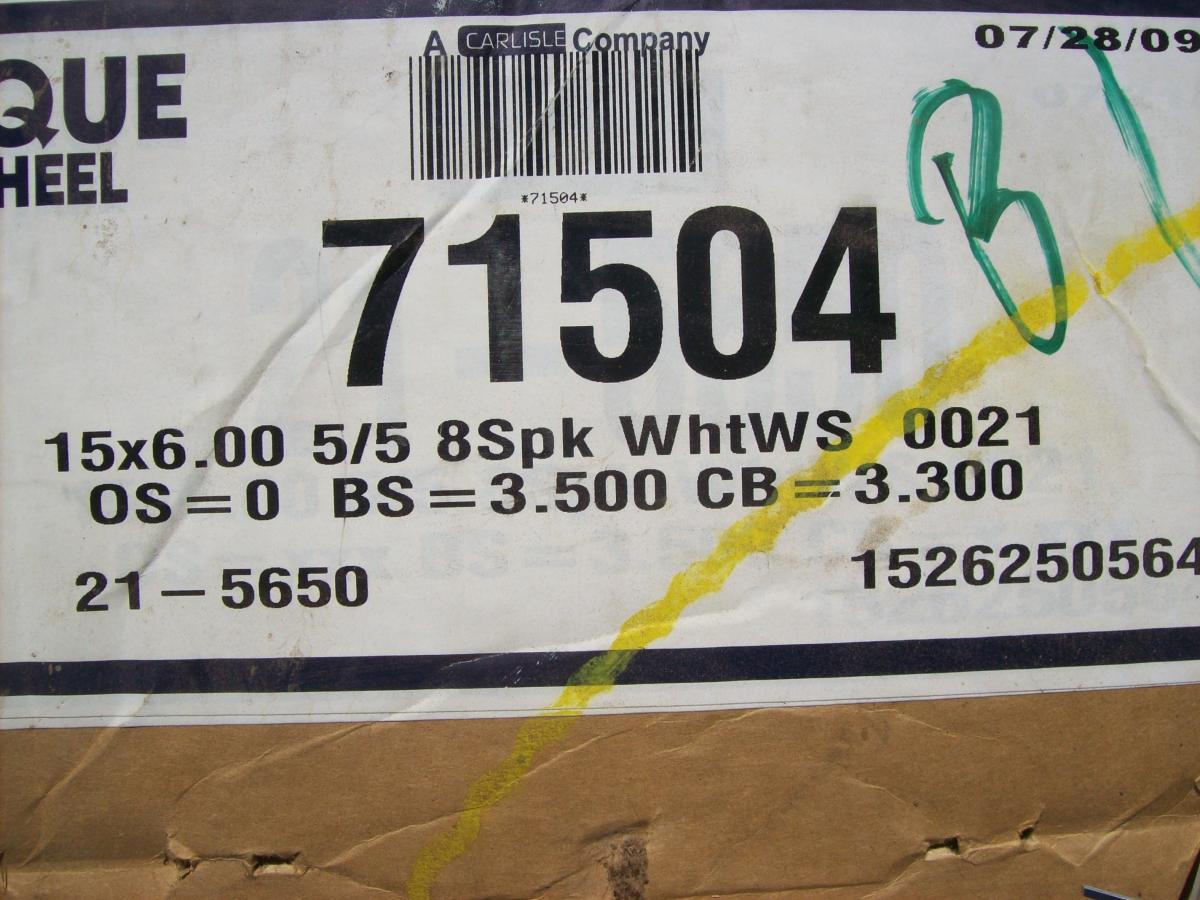 A CARLISLE Company
07/28/09
QUE
HEEL
*71504*
71504
B
15x6.00 5/5 8Spk WhtWS 0021
OS=0 BS=3.500 CB=3.300
21-5650
1526250564